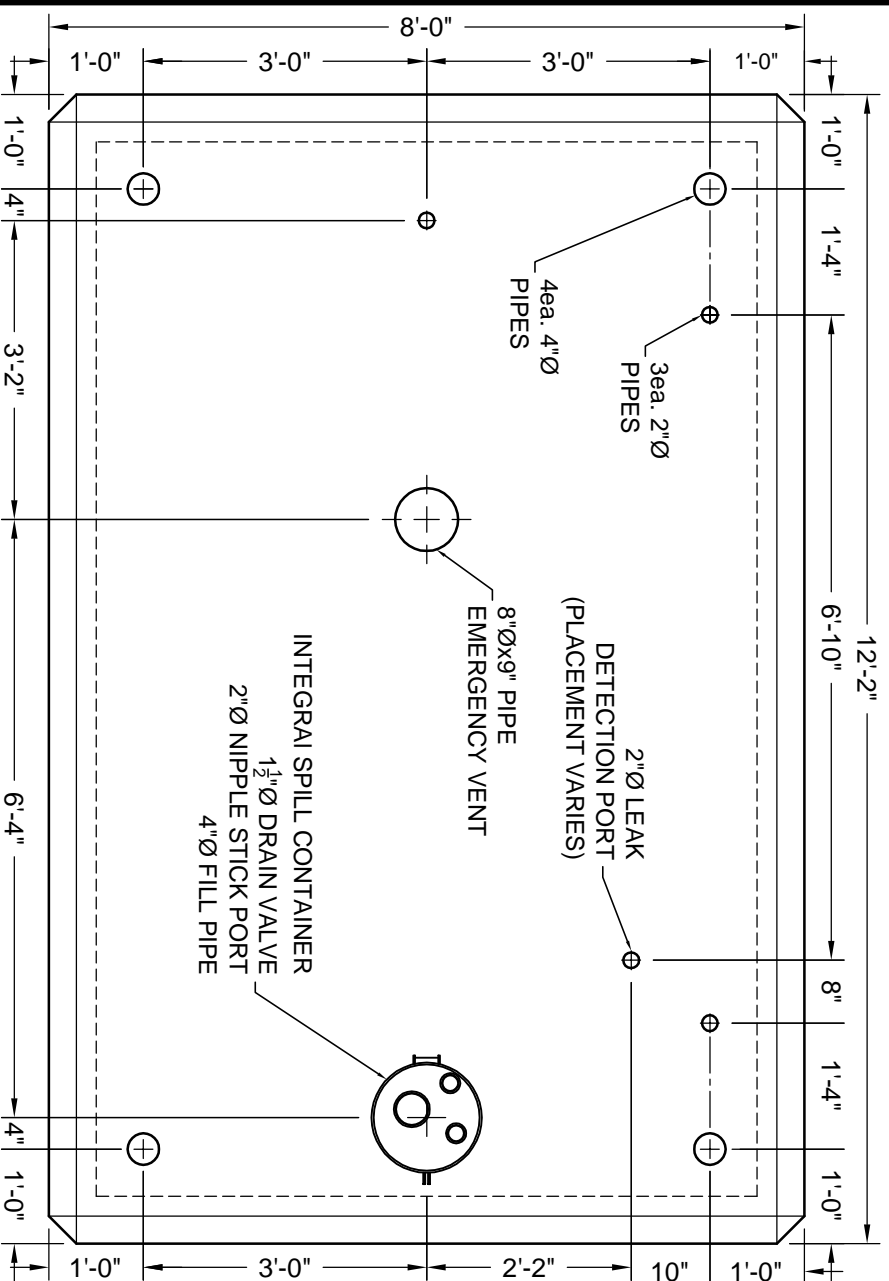 8'-0"
1'-0"
3'-0"
3'-0"
1'-0"
12'-2"
1'-0"
1'-4"
6'-10"
8"
1'-4"
1'-0"
4ea. 4"Ø
PIPES
3ea. 2"Ø
PIPES
2"Ø LEAK
DETECTION PORT
(PLACEMENT VARIES)
8"Øx9" PIPE
EMERGENCY VENT
INTEGRAl SPILL CONTAINER
1½"Ø DRAIN VALVE
2"Ø NIPPLE STICK PORT
4"Ø FILL PIPE
1'-0"
4"
3'-2"
6'-4"
4"
1'-0"
1'-0"
3'-0"
2'-2"
10"
1'-0"